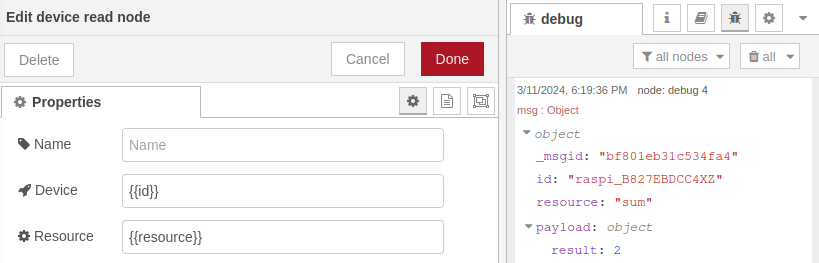 Edit device read node
Delete
Cancel
Done
Properties
Name
Name
Device
{{id}}
Resource
{{resource}}
debug
i
all nodes
all
3/11/2024, 6:19:36 PM node: debug 4
msg : Object
object
_msgid: "bf801eb31c534fa4"
id: "raspi_B827EBDCC4XZ"
resource: "sum"
payload: object
result: 2